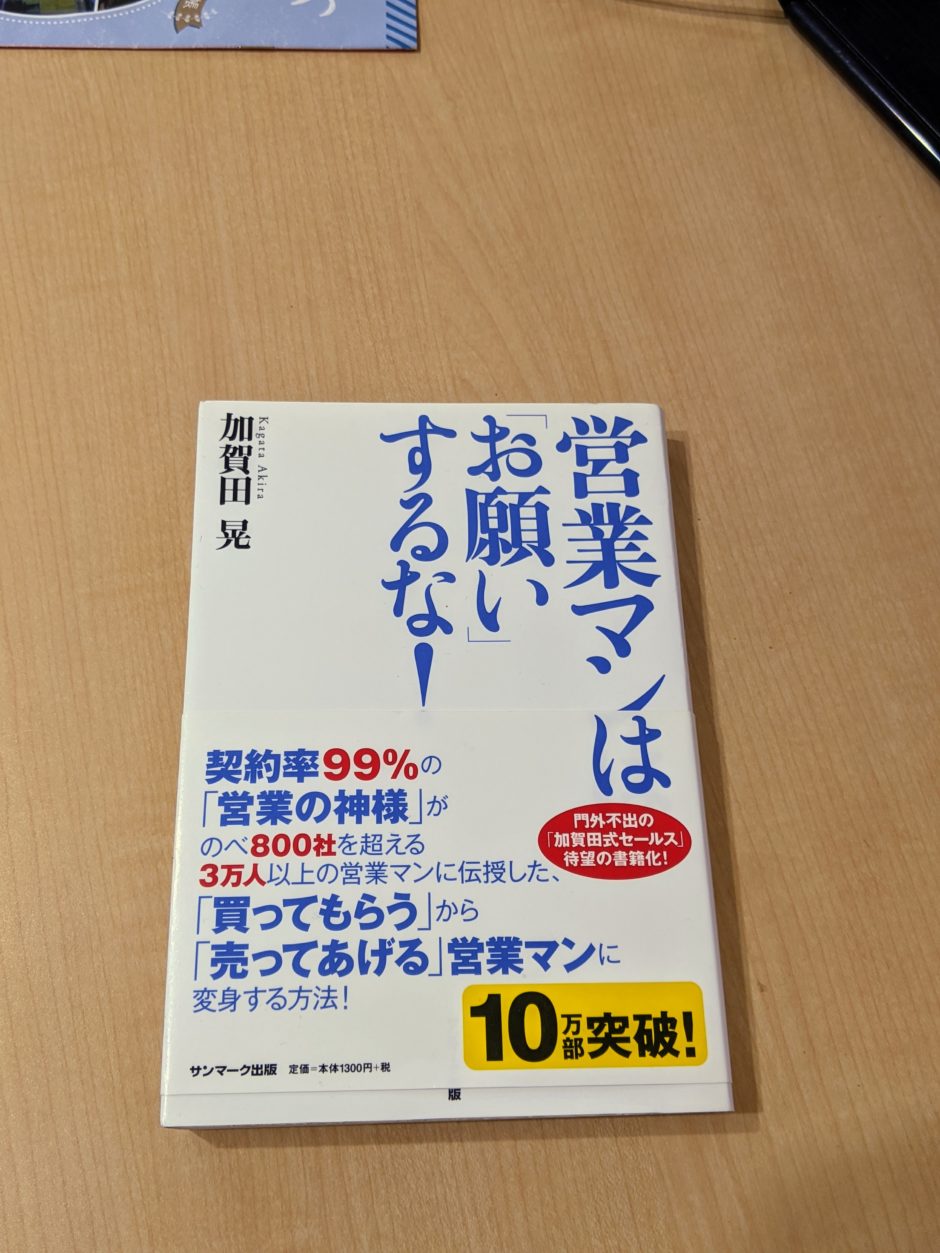 営業マンは
「お願い」
するな！
Kagata Akira
加賀田 晃
契約率99%の
「営業の神様」が
のべ800社を超える
3万人以上の営業マンに伝授した、
「買ってもらう」から
「売ってあげる」営業マンに
変身する方法！
門外不出の
「加賀田式セールス」
待望の書籍化！
10万部突破！
サンマーク出版 定価＝本体1300円＋税
版